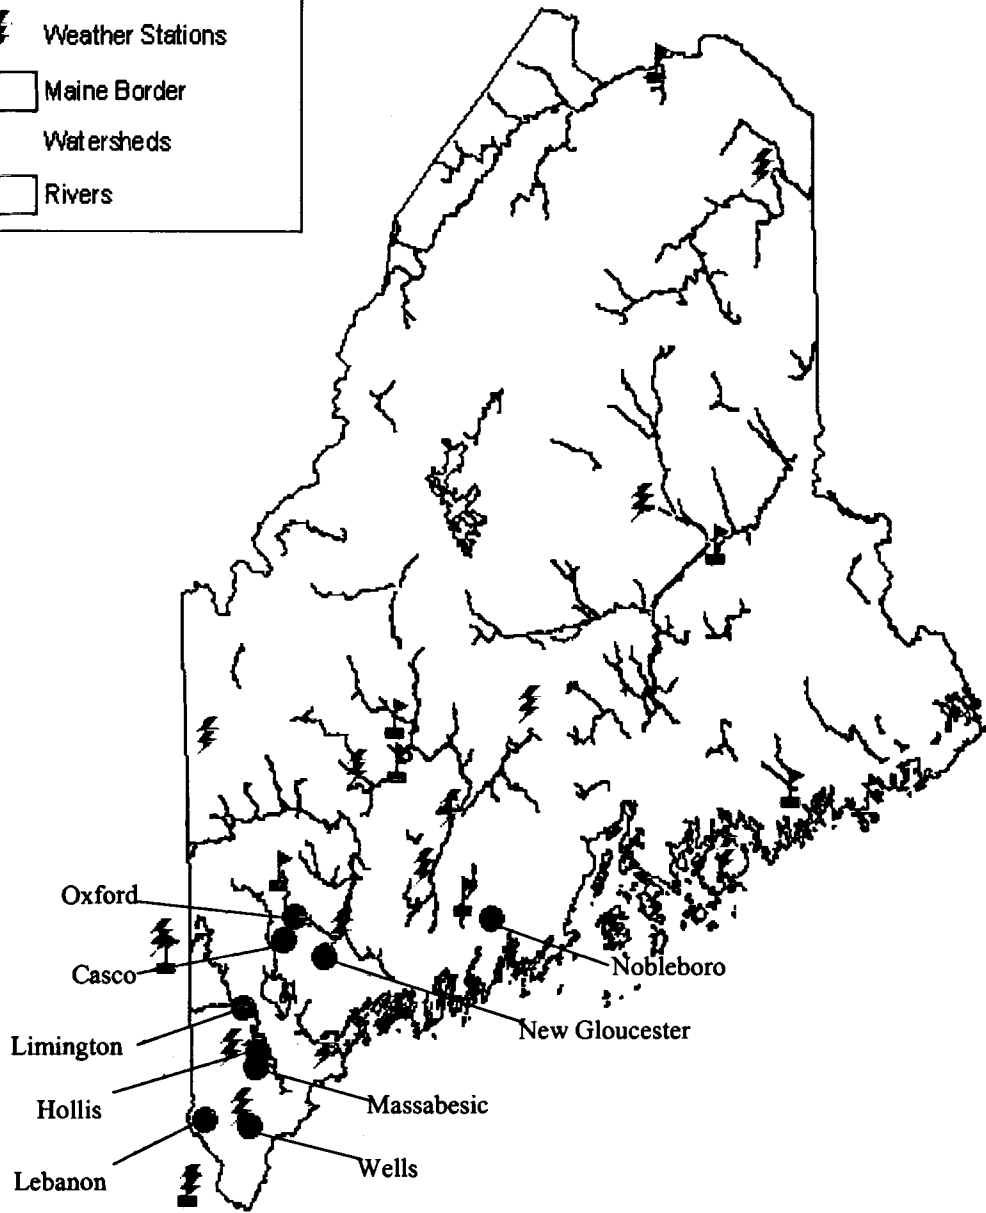 Weather Stations
Maine Border
Watersheds
Rivers
Oxford
Casco
Nobleboro
New Gloucester
Limington
Hollis
Massabesic
Wells
Lebanon